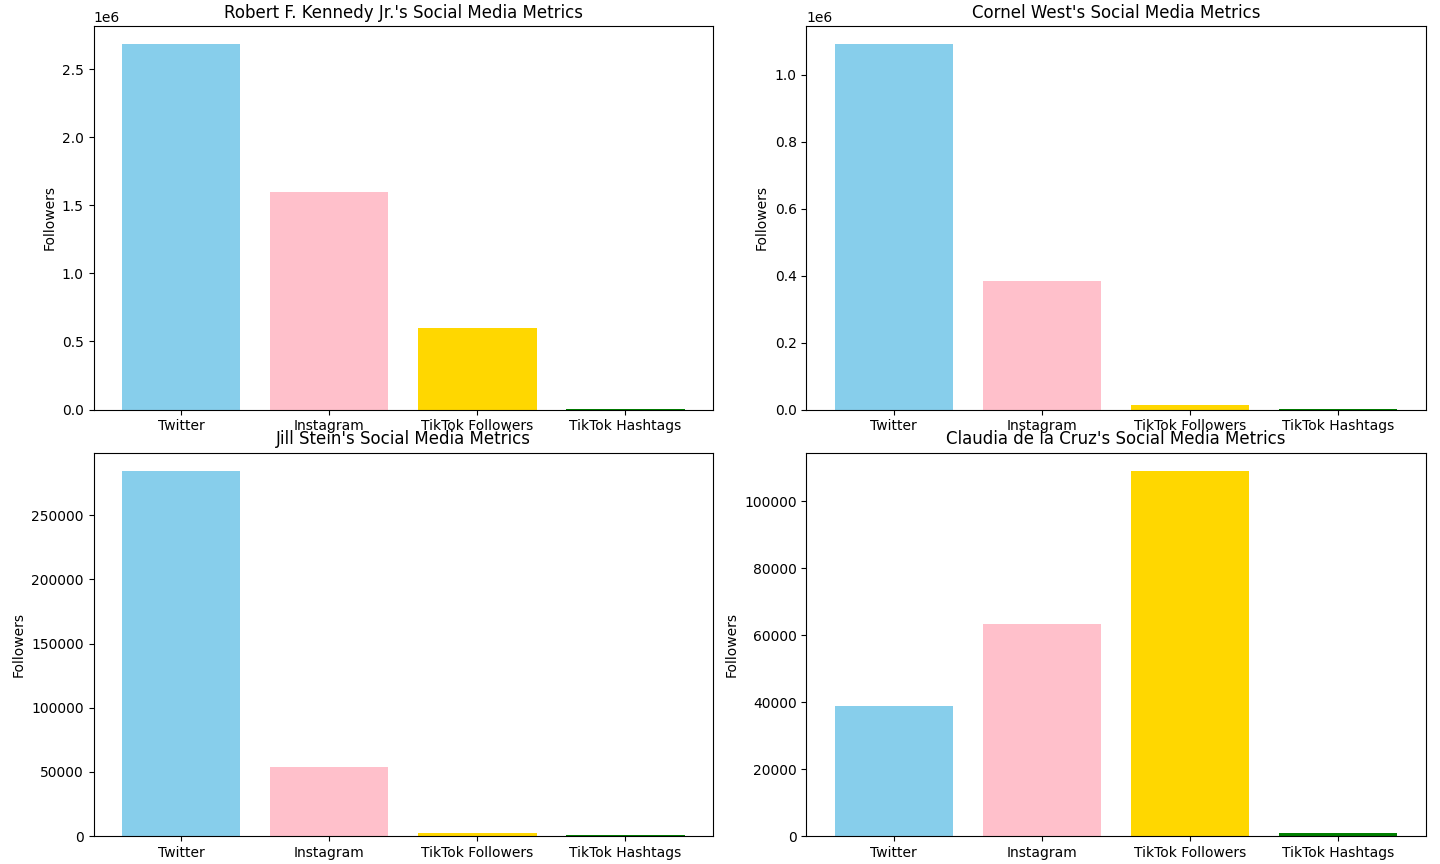 Robert F. Kennedy Jr.'s Social Media Metrics
1e6
2.5
2.0
1.5
1.0
0.5
0.0
Followers
Twitter
Instagram
TikTok Followers
TikTok Hashtags
Cornel West's Social Media Metrics
1e6
1.0
0.8
0.6
0.4
0.2
0.0
Followers
Twitter
Instagram
TikTok Followers
TikTok Hashtags
Jill Stein's Social Media Metrics
250000
200000
150000
100000
50000
0
Followers
Twitter
Instagram
TikTok Followers
TikTok Hashtags
Claudia de la Cruz's Social Media Metrics
100000
80000
60000
40000
20000
0
Followers
Twitter
Instagram
TikTok Followers
TikTok Hashtags